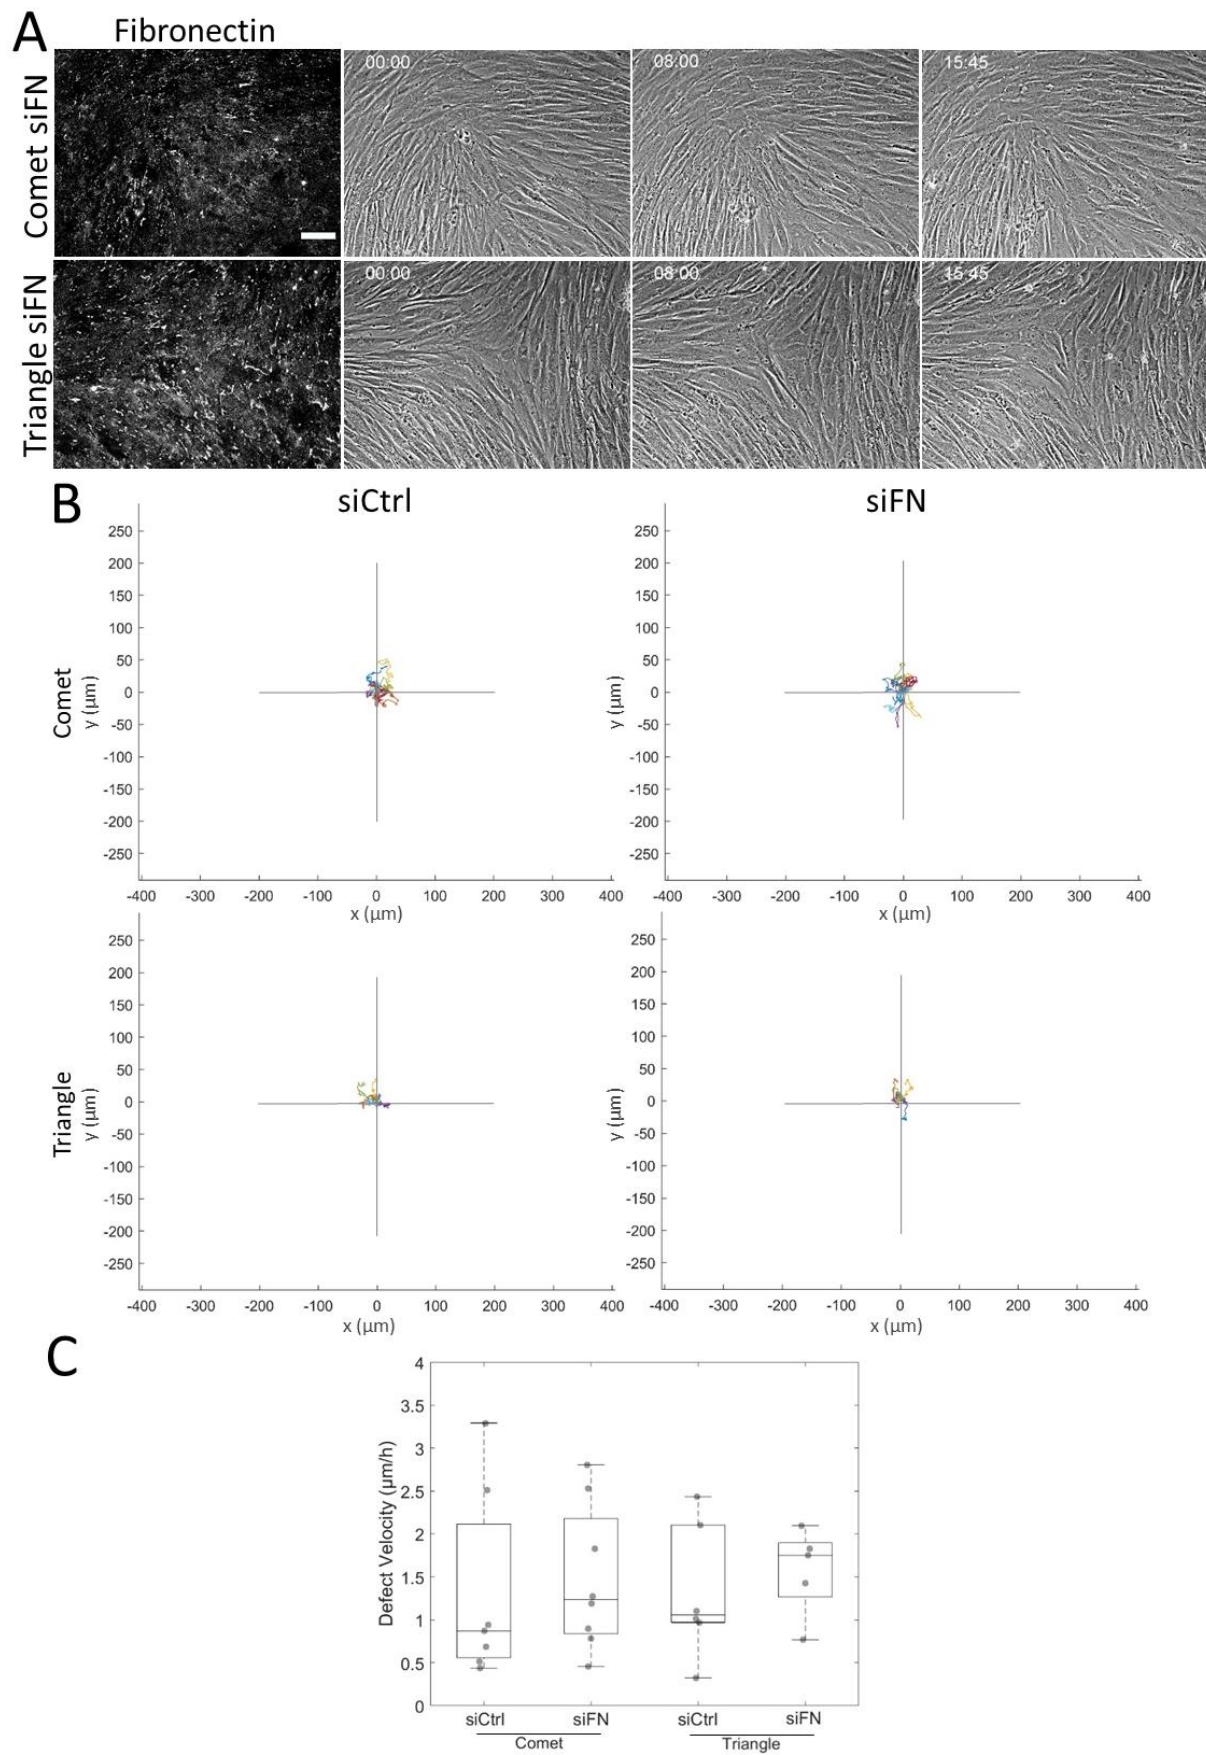 A
Fibronectin
Comet siFN
00:00
08:00
15:45
Triangle siFN
00:00
08:00
15:45
B
siCtrl
siFN
Comet
y (µm)
250
200
150
100
50
0
-50
-100
-150
-200
-250
-400 -300 -200 -100 0 100 200 300 400
x (µm)
y (µm)
250
200
150
100
50
0
-50
-100
-150
-200
-250
-400 -300 -200 -100 0 100 200 300 400
x (µm)
Triangle
y (µm)
250
200
150
100
50
0
-50
-100
-150
-200
-250
-400 -300 -200 -100 0 100 200 300 400
x (µm)
y (µm)
250
200
150
100
50
0
-50
-100
-150
-200
-250
-400 -300 -200 -100 0 100 200 300 400
x (µm)
C
Defect Velocity (µm/h)
4
3.5
3
2.5
2
1.5
1
0.5
0
siCtrl siFN siCtrl siFN
Comet Triangle